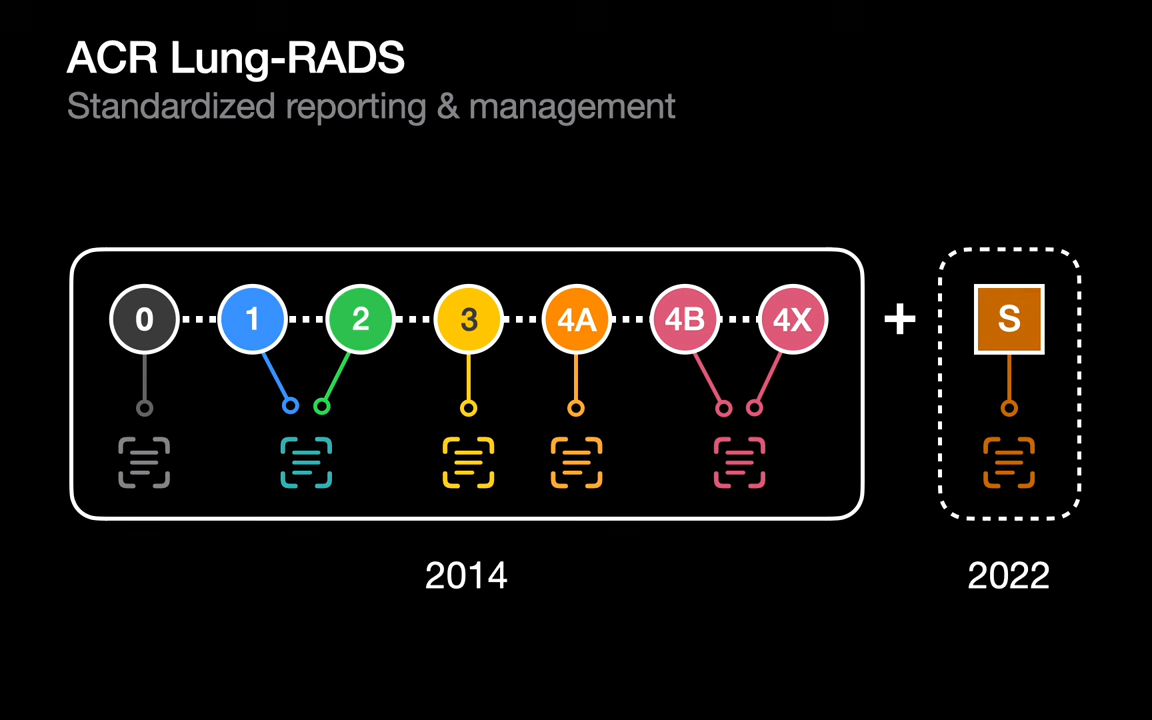 ACR Lung-RADS
Standardized reporting & management
0 1 2 3 4A 4B 4X + S
2014 2022